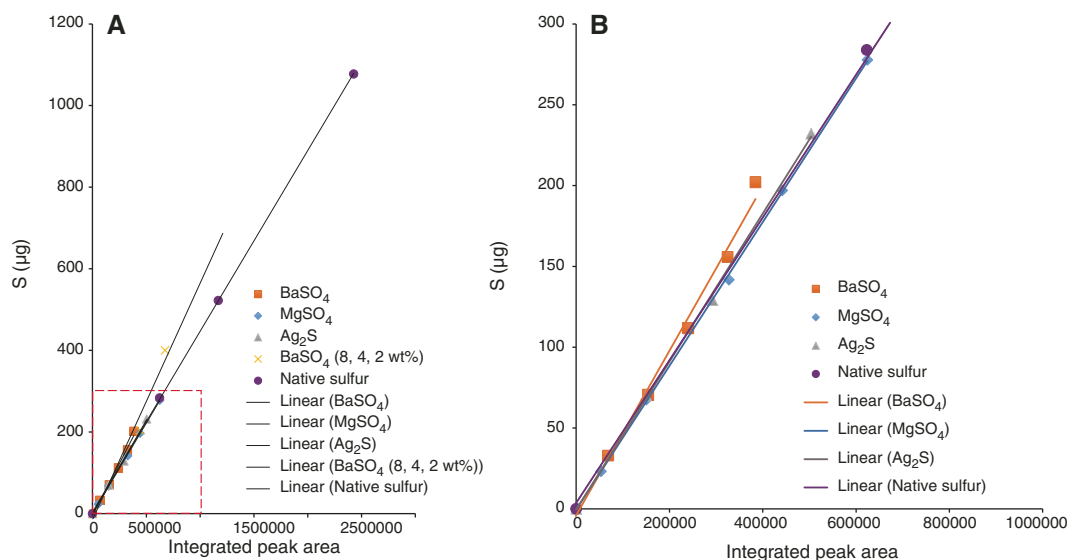 A
1200
1000
800
600
400
200
0
S (µg)
BaSO4
MgSO4
Ag2S
BaSO4 (8, 4, 2 wt%)
Native sulfur
Linear (BaSO4)
Linear (MgSO4)
Linear (Ag2S)
Linear (BaSO4 (8, 4, 2 wt%))
Linear (Native sulfur)
0 500000 1500000 2500000
Integrated peak area
B
300
250
200
150
100
50
0
S (µg)
BaSO4
MgSO4
Ag2S
Native sulfur
Linear (BaSO4)
Linear (MgSO4)
Linear (Ag2S)
Linear (Native sulfur)
0 200000 400000 600000 800000 1000000
Integrated peak area